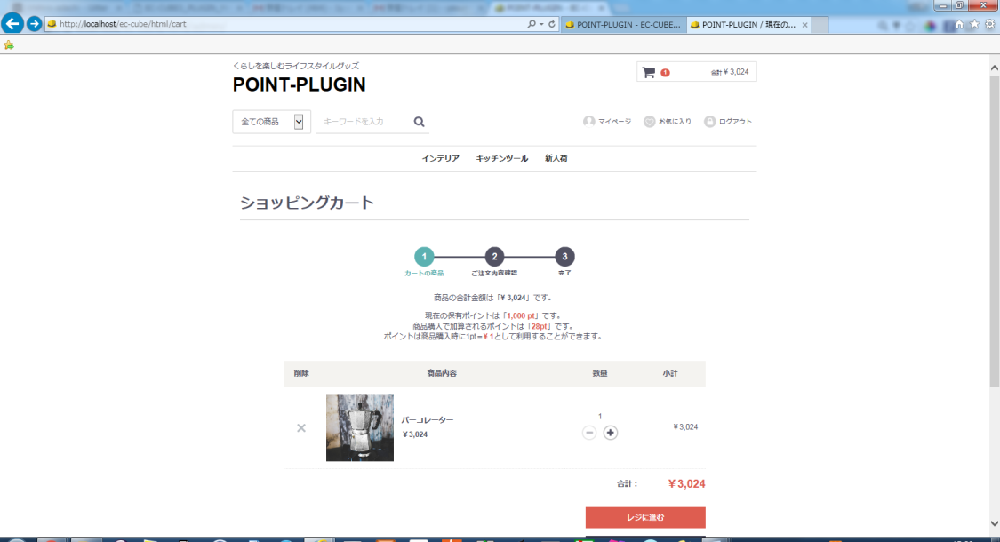 http://localhost/ec-cube/html/cart
POINT-PLUGIN - EC-CUBE...
POINT-PLUGIN / 現在の...
くらしを楽しむライフスタイルグッズ
POINT-PLUGIN
1 合計 ¥ 3,024
全ての商品 キーワードを入力
マイページ お気に入り ログアウト
インテリア キッチンツール 新入荷
ショッピングカート
1 2 3
カートの商品 ご注文内容確認 完了
商品の合計金額は「¥ 3,024」です。
現在の保有ポイントは「1,000 pt」です。
商品購入で加算されるポイントは「28pt」です。
ポイントは商品購入時に1pt=¥ 1として利用することができます。
削除 商品内容 数量 小計
パーコレーター
¥ 3,024
1
¥ 3,024
合計： ¥ 3,024
レジに進む